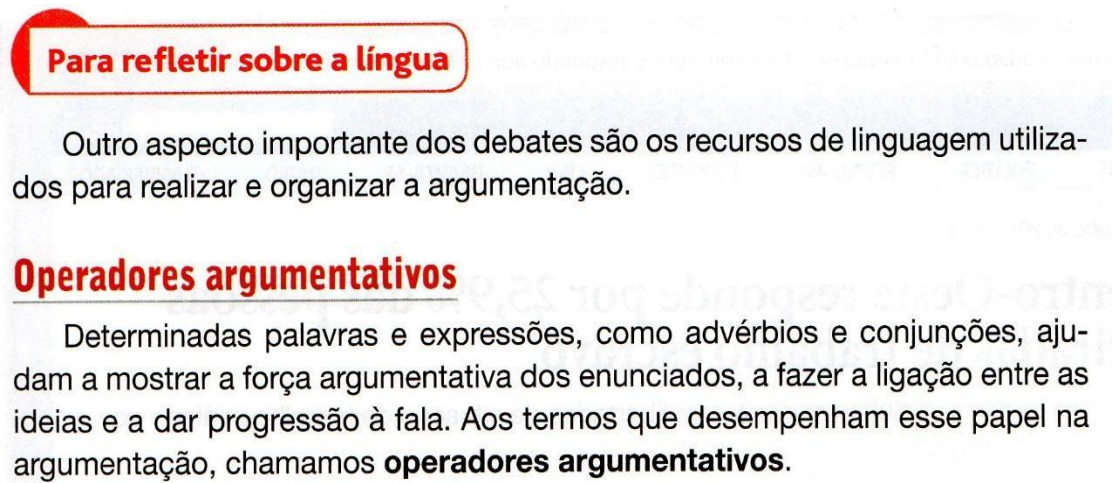 Para refletir sobre a língua
Outro aspecto importante dos debates são os recursos de linguagem utiliza-
dos para realizar e organizar a argumentação.
Operadores argumentativos
Determinadas palavras e expressões, como advérbios e conjunções, aju-
dam a mostrar a força argumentativa dos enunciados, a fazer a ligação entre as
ideias e a dar progressão à fala. Aos termos que desempenham esse papel na
argumentação, chamamos operadores argumentativos.